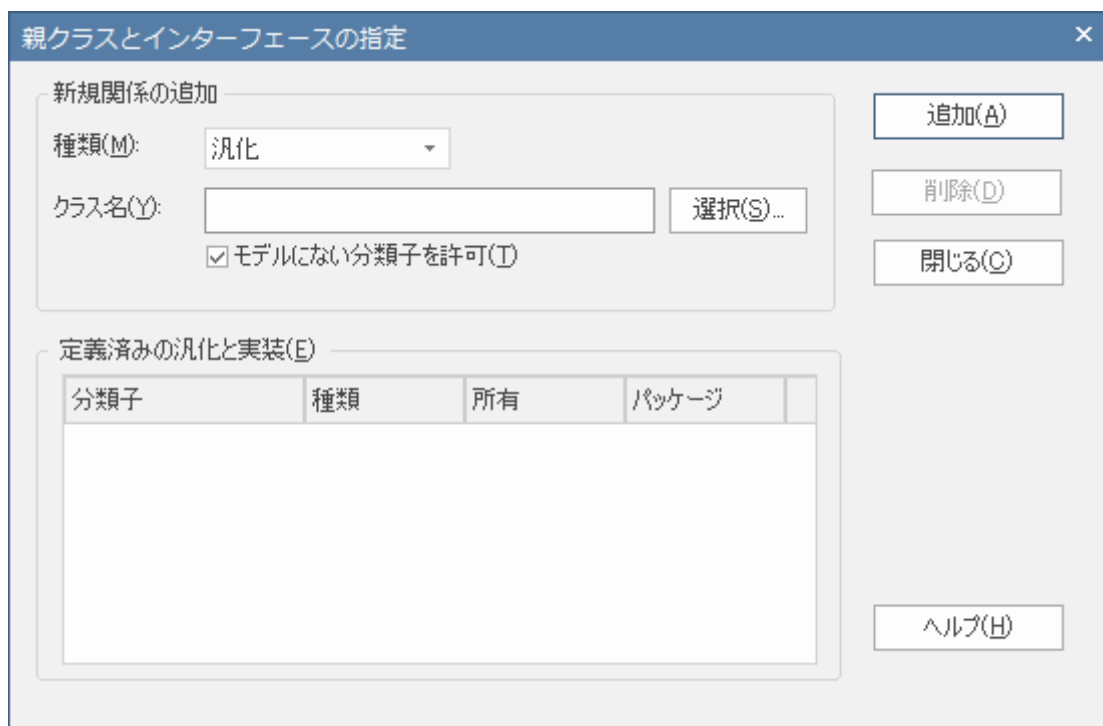 親クラスとインターフェースの指定
新規関係の追加
種類(M):
汎化
クラス名(Y):
選択(S)...
モデルにない分類子を許可(T)
追加(A)
削除(D)
閉じる(C)
定義済みの汎化と実装(E)
分類子 種類 所有 パッケージ
ヘルプ(H)